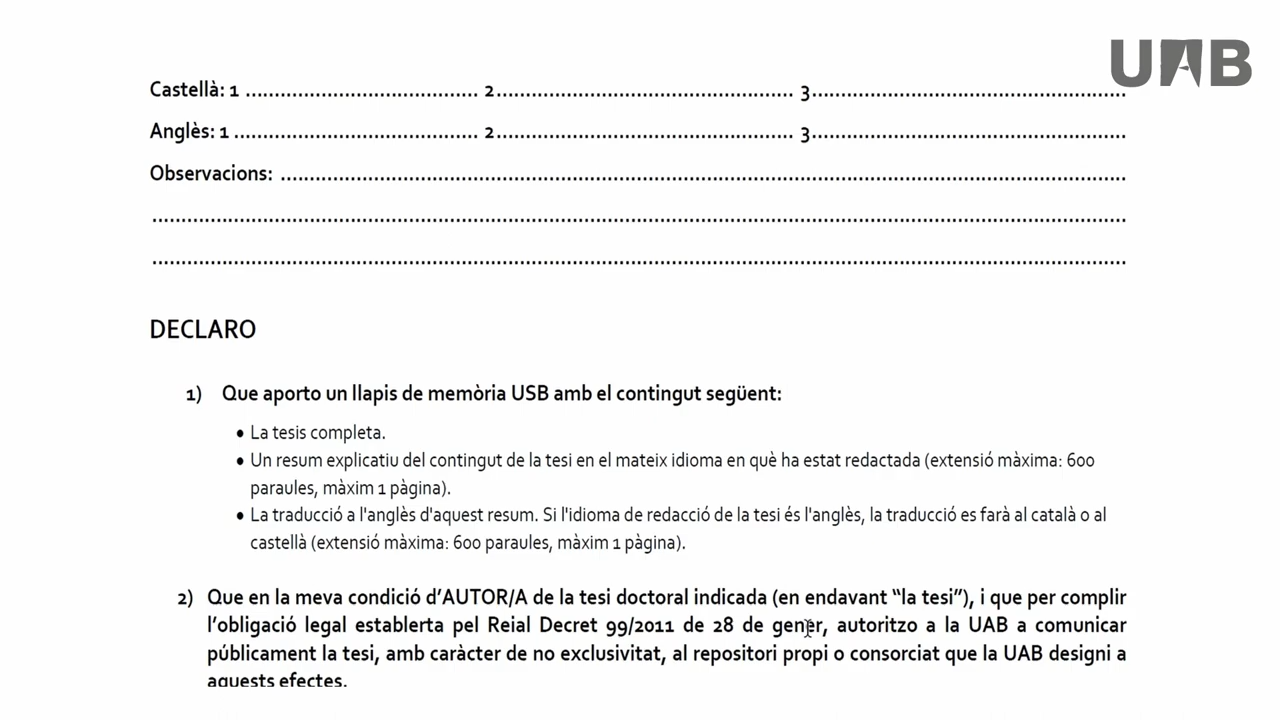 UAB
Castellà: 1 .................................................. 2................................................................ 3....................................................................
Anglès: 1 ..................................................... 2................................................................ 3....................................................................
Observacions: ......................................................................................................................................................................................
..................................................................................................................................................................................................................
..................................................................................................................................................................................................................
DECLARO
1) Que aporto un llapis de memòria USB amb el contingut següent:
• La tesis completa.
• Un resum explicatiu del contingut de la tesi en el mateix idioma en què ha estat redactada (extensió màxima: 600
paraules, màxim 1 pàgina).
• La traducció a l'anglès d'aquest resum. Si l'idioma de redacció de la tesi és l'anglès, la traducció es farà al català o al
castellà (extensió màxima: 600 paraules, màxim 1 pàgina).
2) Que en la meva condició d’AUTOR/A de la tesi doctoral indicada (en endavant “la tesi”), i que per complir
l’obligació legal establerta pel Reial Decret 99/2011 de 28 de gener, autoritzo a la UAB a comunicar
públicament la tesi, amb caràcter de no exclusivitat, al repositori propi o consorciat que la UAB designi a
aquests efectes.